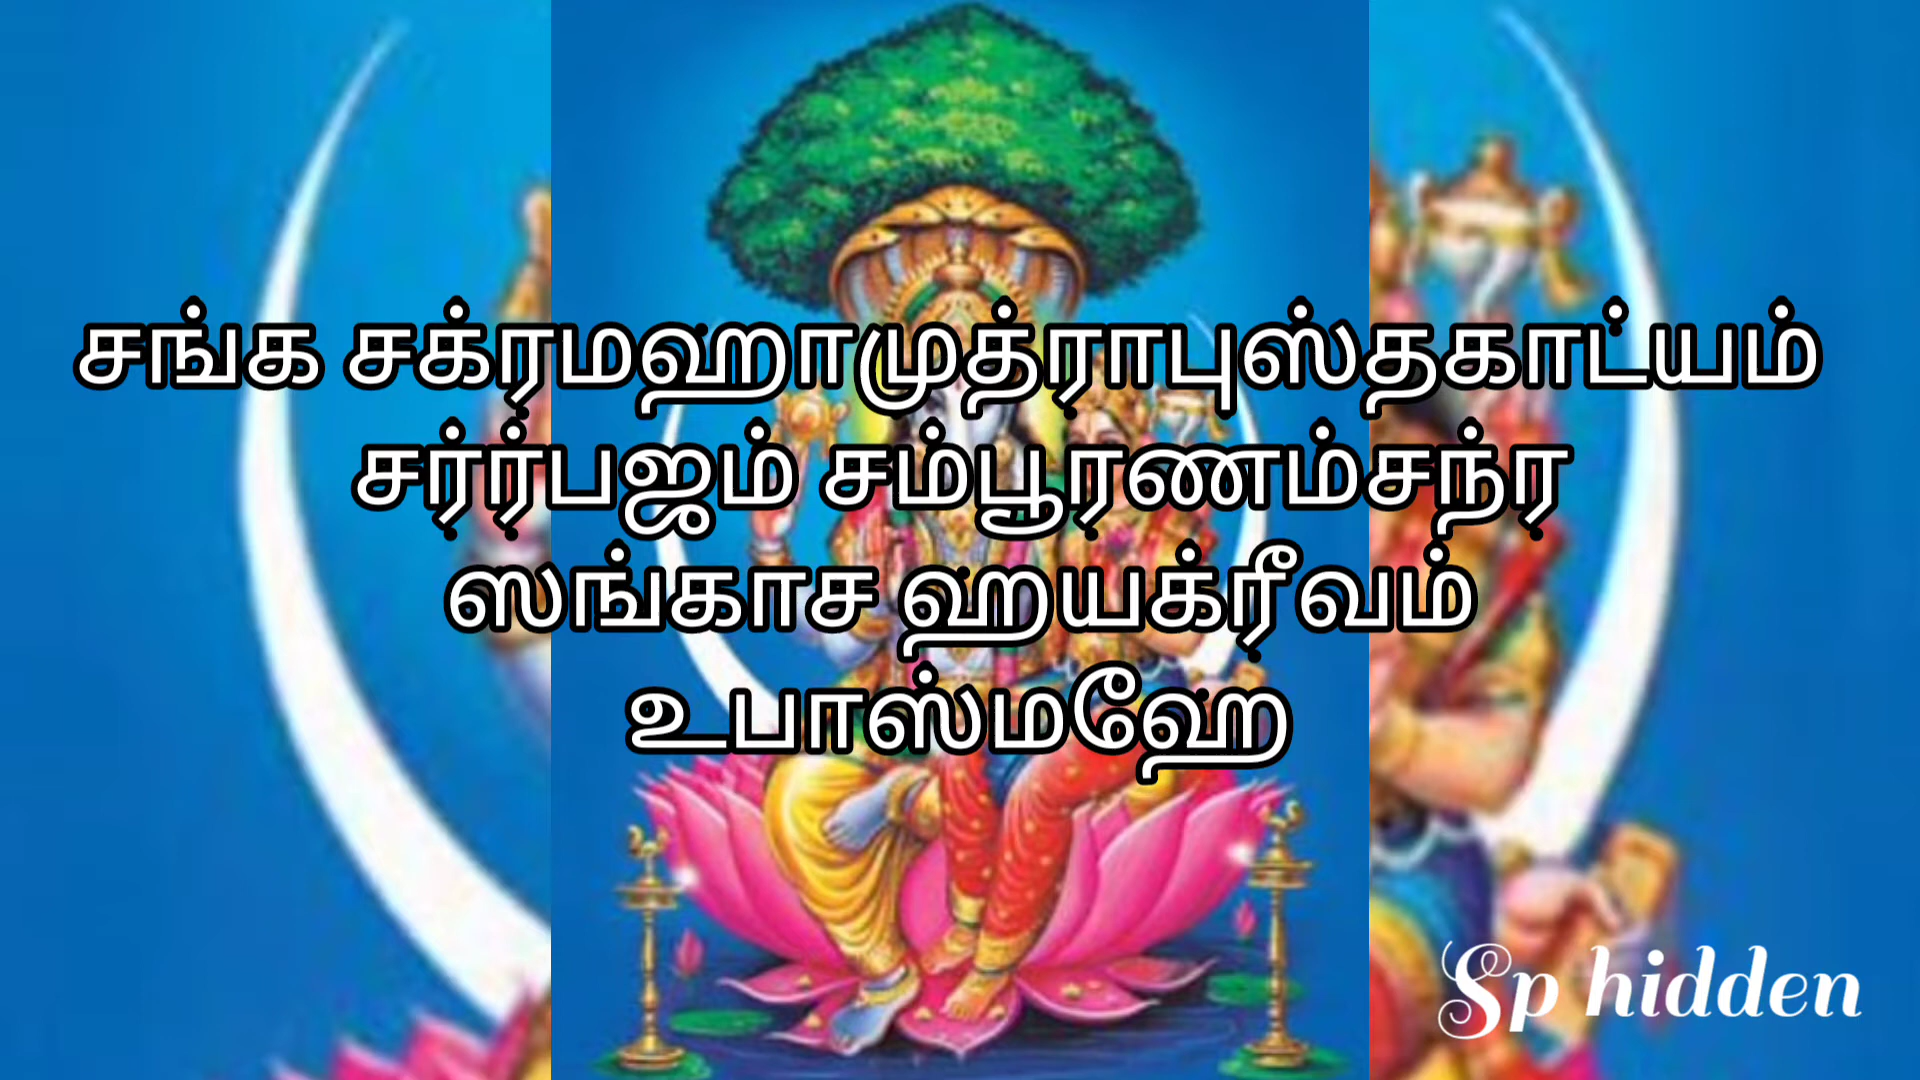 சங்க சக்ரமஹாமுத்ராபுஸ்தகாட்யம்
சர்ர்பஜம் சம்பூரணம்சந்ர
ஸங்காச ஹயக்ரீவம்
உபாஸ்மஹே
Sp hidden